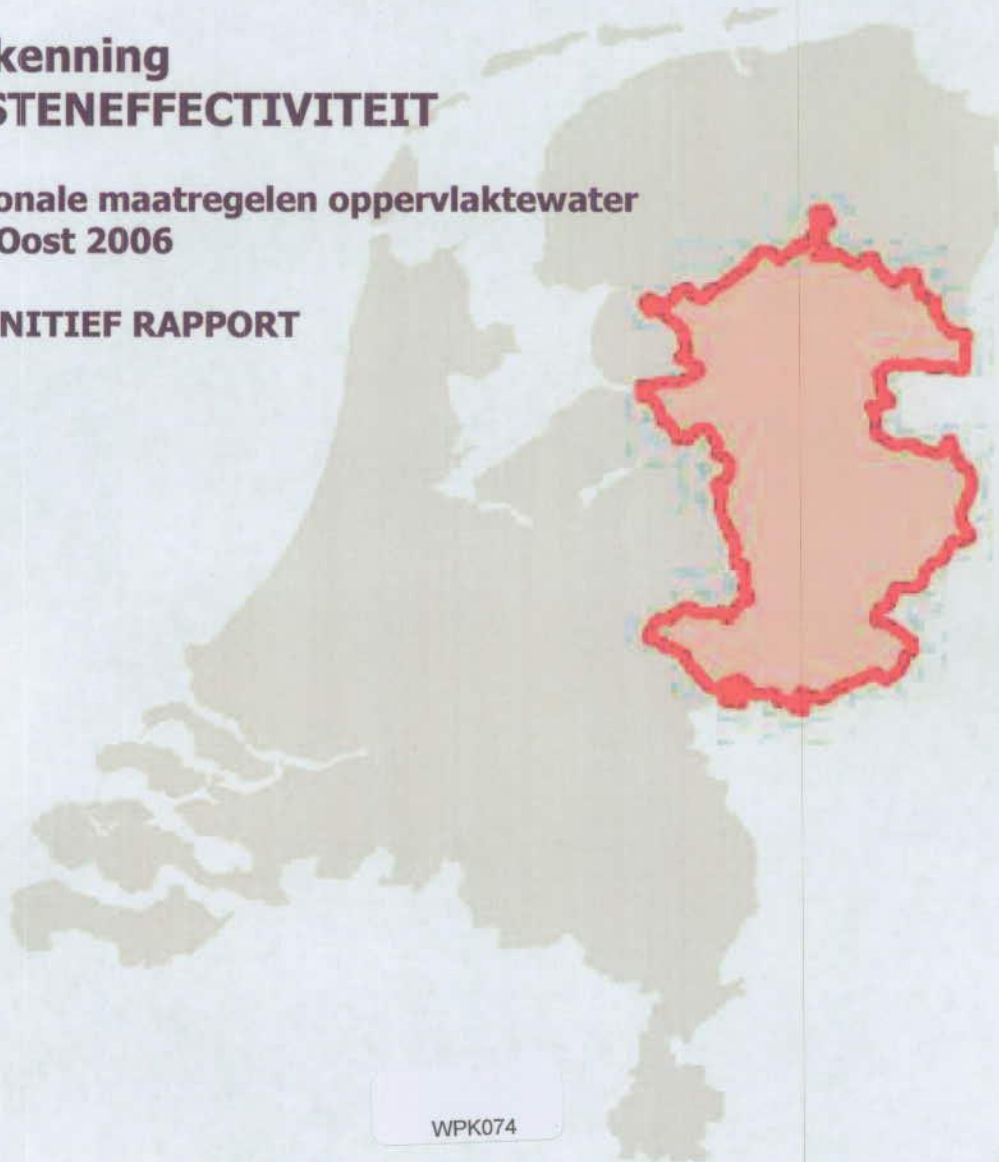 kenning
STENEFFECTIVITEIT
onale maatregelen oppervlaktewater
Oost 2006
NITIEF RAPPORT
WPK074